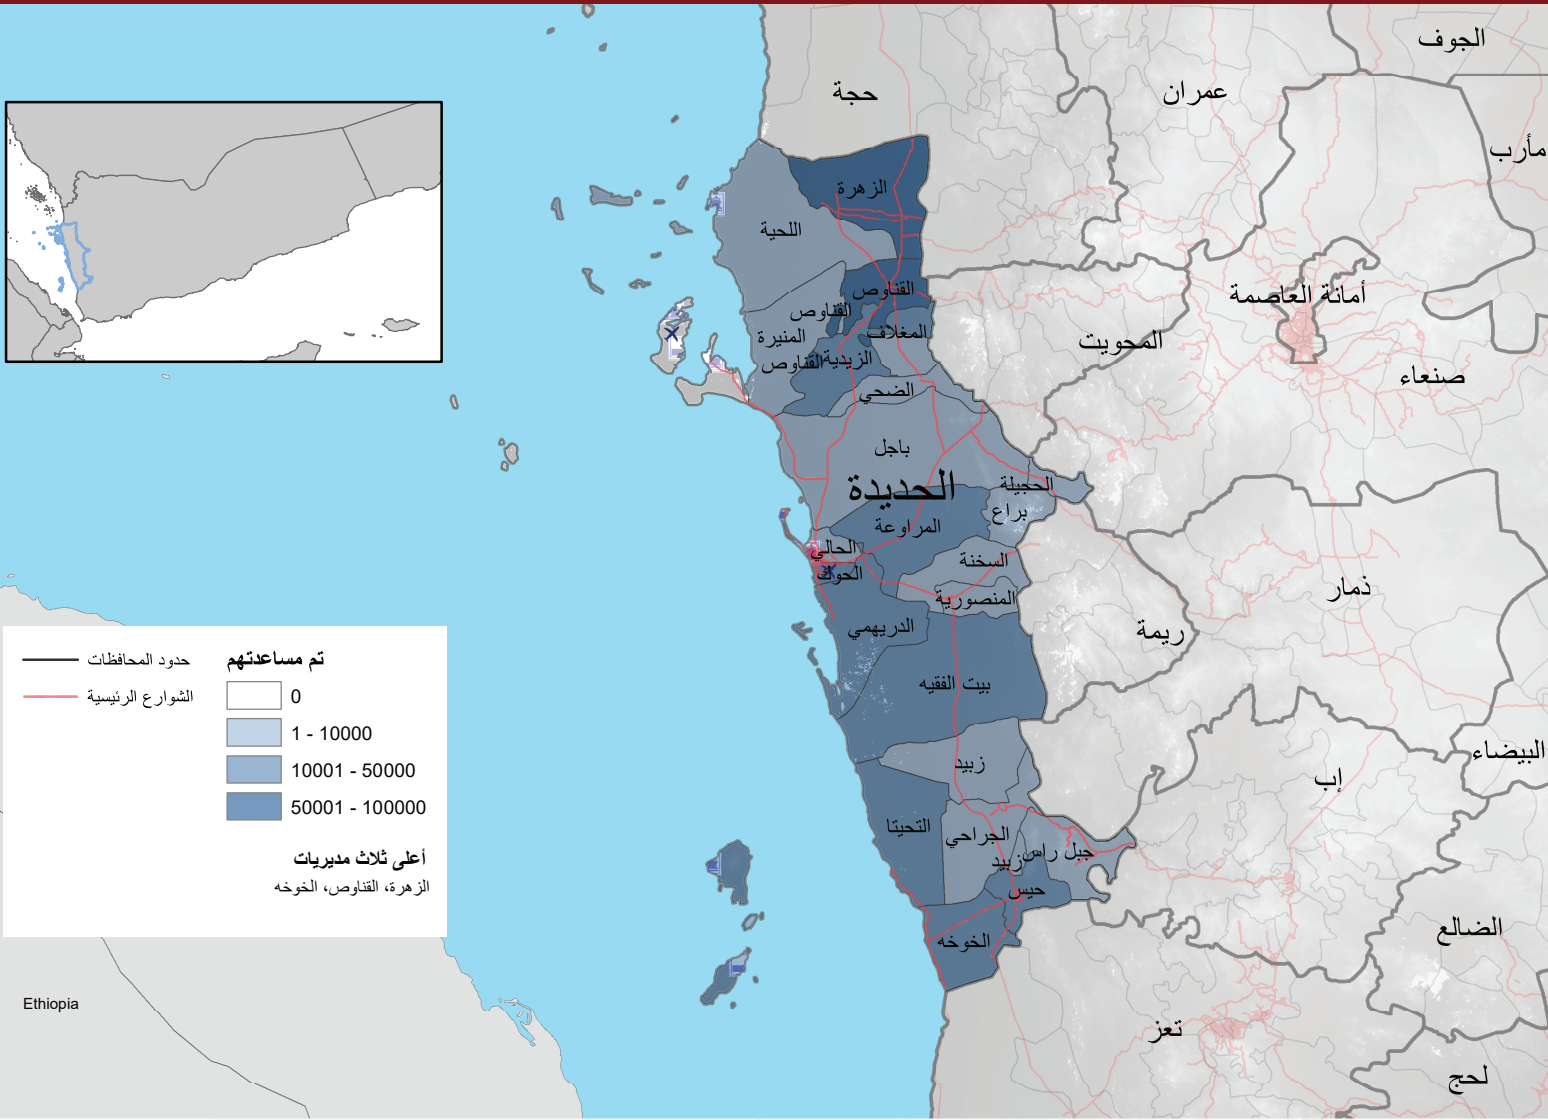 الجوف
حجة
عمران
مأرب
الزهرة
اللحية
القناوص
أمانة العاصمة
القناوص
المغلاف
المنيرة
المحويت
الزيدية
القناوص
صنعاء
الضحي
باجل
الحديدة
الحجيلة
براع
المراوعة
الحالي
السخنة
الحوك
ذمار
المنصورية
الدريهمي
ريمة
بيت الفقيه
البيضاء
زبيد
إب
التحيتا
الجراحي
جبل راس
زبيد
حيس
الضالع
الخوخه
تعز
لحج
Ethiopia
تم مساعدتهم
0
1 - 10000
10001 - 50000
50001 - 100000
حدود المحافظات
الشوارع الرئيسية
أعلى ثلاث مديريات
الزهرة، القناوص، الخوخه